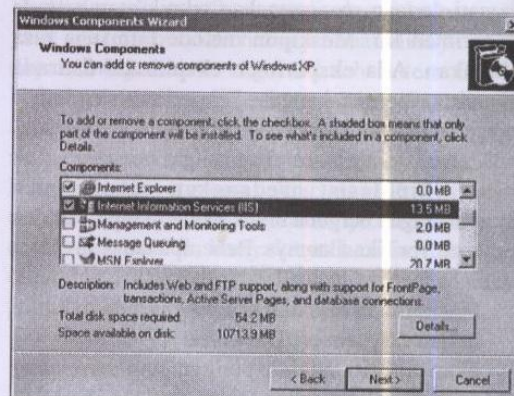 Windows Components Wizard
Windows Components
You can add or remove components of Windows XP.
To add or remove a component, click the checkbox. A shaded box means that only
part of the component will be installed. To see what's included in a component, click
Details.
Components:
Internet Explorer 0.0 MB
Internet Information Services (IIS) 13.5 MB
Management and Monitoring Tools 2.0 MB
Message Queuing 0.0 MB
MSN Explorer 20.7 MB
Description: Includes Web and FTP support, along with support for FrontPage,
transactions, Active Server Pages, and database connections.
Total disk space required: 54.2 MB
Space available on disk: 10713.9 MB
Details...
< Back
Next >
Cancel